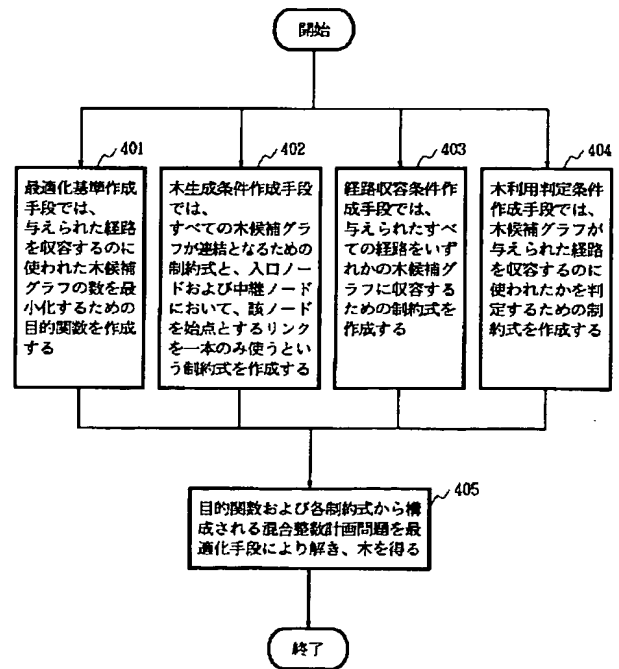 開始
401
最適化基準作成
手段では、
与えられた経路
を収容するのに
使われた木候補
グラフの数を最
小化するための
目的関数を作成
する
402
木生成条件作成手段
では、
すべての木候補グラ
フが連結となるための
制約式と、入口ノー
ドおよび中継ノード
において、該ノード
を始点とするリンク
を一本のみ使うとい
う制約式を作成する
403
経路収容条件作
成手段では、
与えられたすべ
ての経路をいず
れかの木候補グ
ラフに収容する
ための制約式を
作成する
404
木利用判定条件
作成手段では、
木候補グラフが
与えられた経路
を収容するのに
使われたかを判
定するための制
約式を作成する
405
目的関数および各制約式から構
成される混合整数計画問題を最
適化手段により解き、木を得る
終了